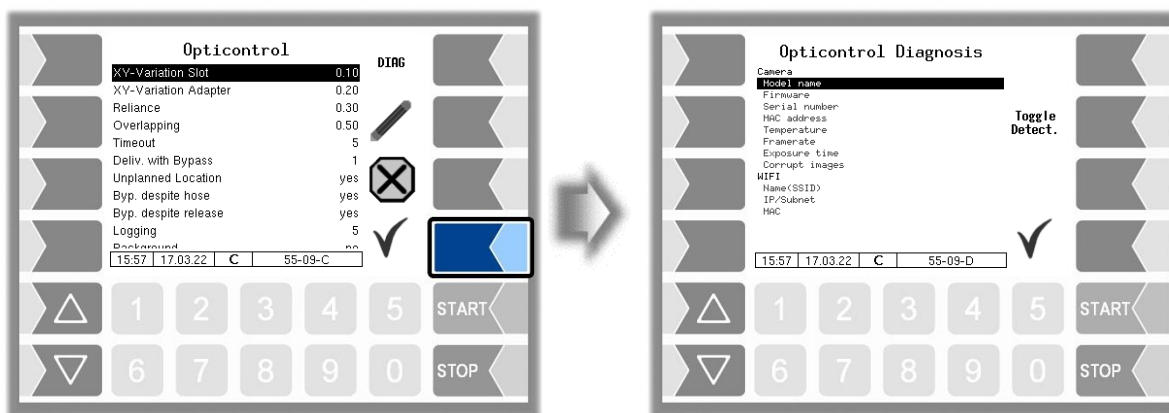 Opticontrol
DIAG
XY-Variation Slot 0.10
XY-Variation Adapter 0.20
Reliance 0.30
Overlapping 0.50
Timeout 5
Deliv. with Bypass 1
Unplanned Location yes
Byp. despite hose yes
Byp. despite release yes
Logging 5
Background no
15:57 17.03.22 C 55-09-C
1 2 3 4 5 START
6 7 8 9 0 STOP
Opticontrol Diagnosis
Camera
Model name
Firmware
Serial number
MAC address
Temperature
Framerate
Exposure time
Corrupt images
WIFI
Name(SSID)
IP/Subnet
MAC
Toggle
Detect.
15:57 17.03.22 C 55-09-D
1 2 3 4 5 START
6 7 8 9 0 STOP